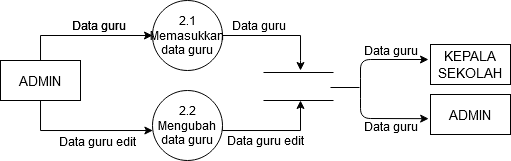 Data guru
2.1
Memasukkan
data guru
Data guru
ADMIN
Data guru
KEPALA
SEKOLAH
2.2
Mengubah
data guru
Data guru edit
Data guru edit
Data guru
ADMIN